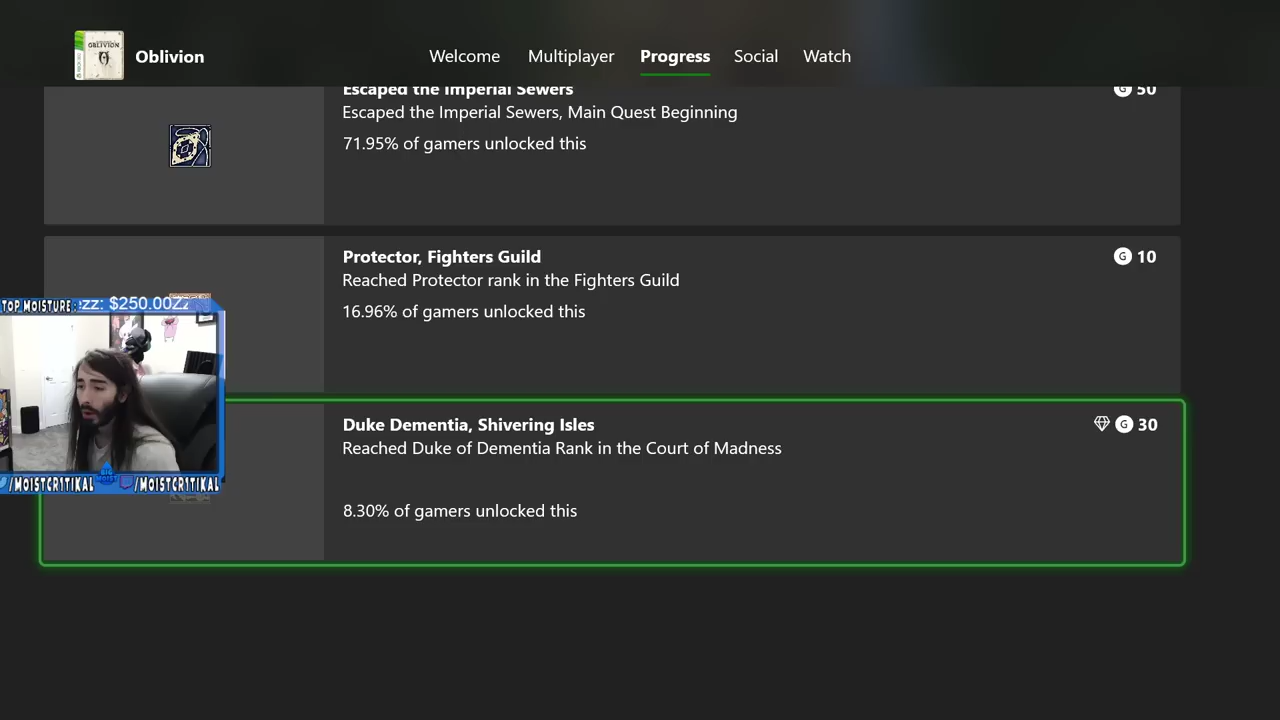 OBLIVION
Oblivion
Welcome
Multiplayer
Progress
Social
Watch
Escaped the Imperial Sewers
G 50
Escaped the Imperial Sewers, Main Quest Beginning
71.95% of gamers unlocked this
Protector, Fighters Guild
G 10
Reached Protector rank in the Fighters Guild
16.96% of gamers unlocked this
TOP MOISTURE: zz: $250.00
Duke Dementia, Shivering Isles
G 30
Reached Duke of Dementia Rank in the Court of Madness
8.30% of gamers unlocked this
/MOISTCR1TIKAL
/MOISTCR1TIKAL